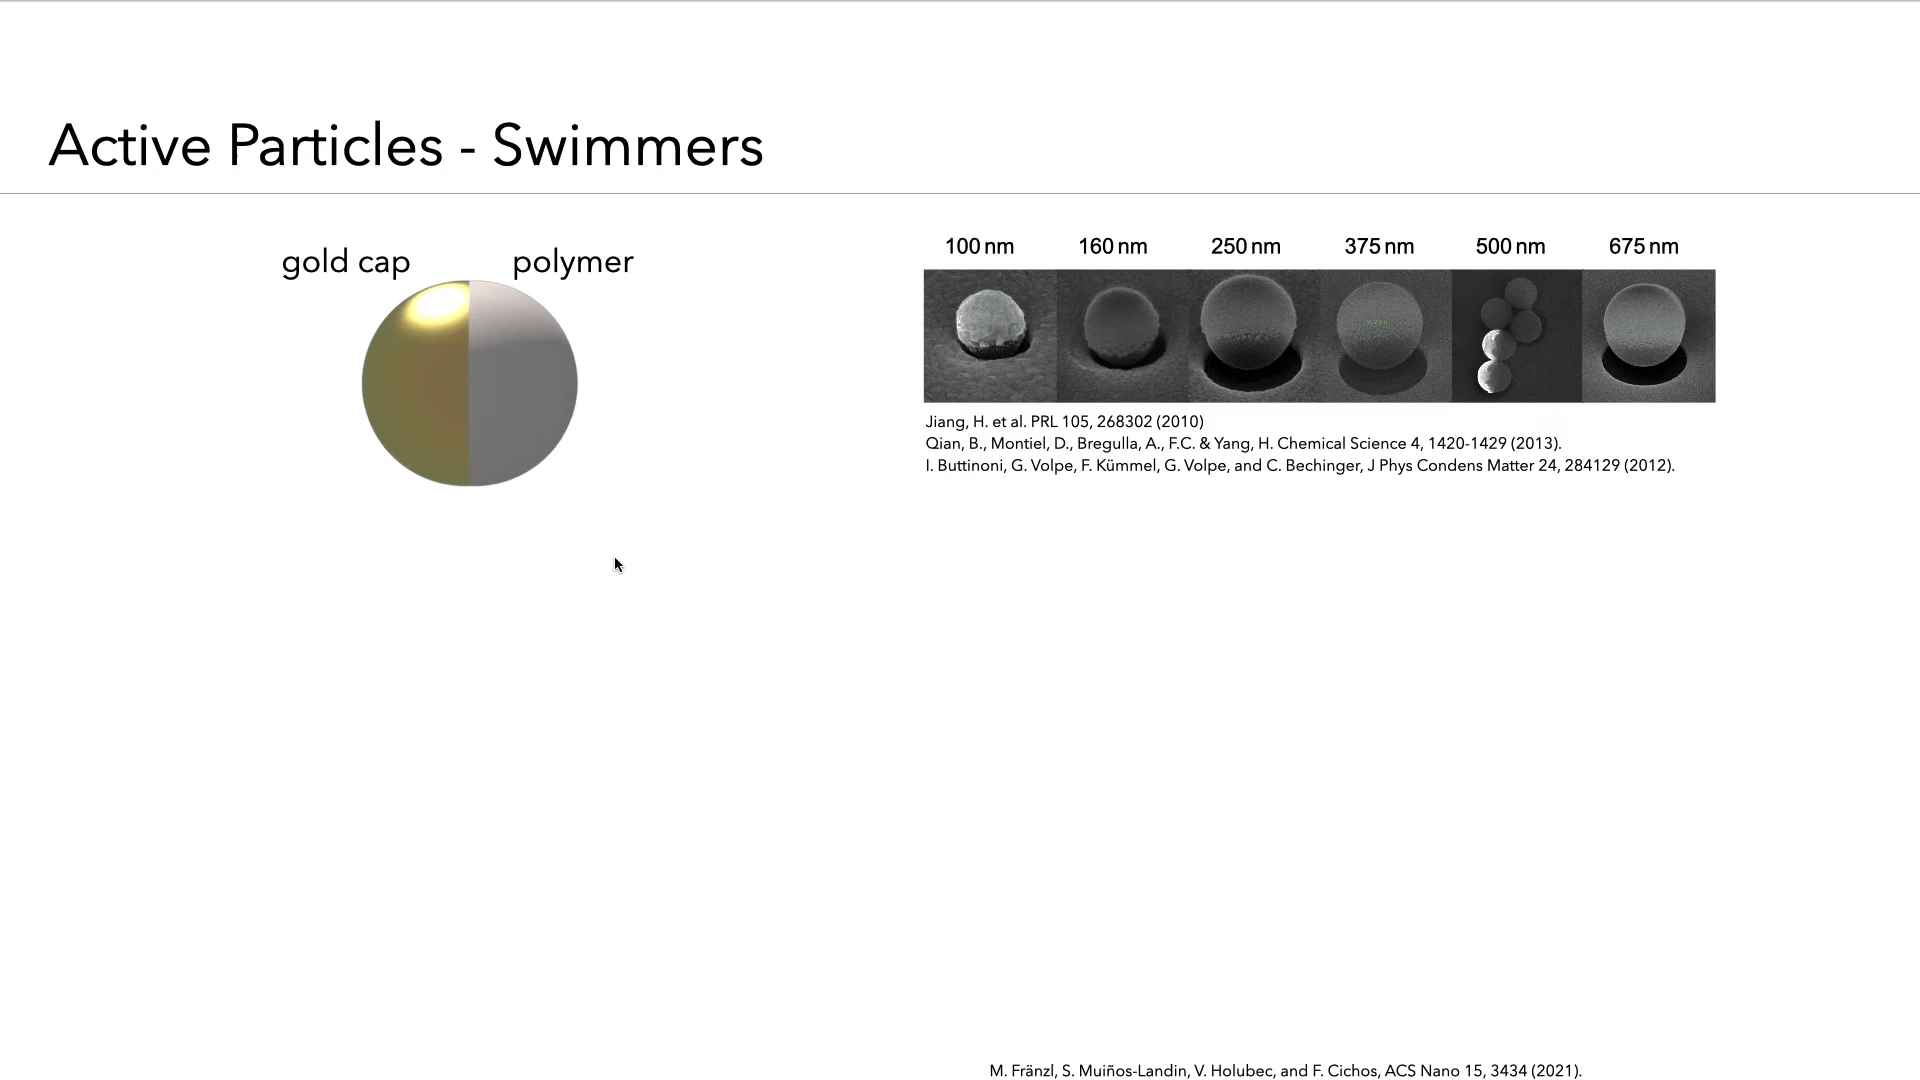 Active Particles - Swimmers
gold cap polymer
100 nm 160 nm 250 nm 375 nm 500 nm 675 nm
Jiang, H. et al. PRL 105, 268302 (2010)
Qian, B., Montiel, D., Bregulla, A., F.C. & Yang, H. Chemical Science 4, 1420-1429 (2013).
I. Buttinoni, G. Volpe, F. Kümmel, G. Volpe, and C. Bechinger, J Phys Condens Matter 24, 284129 (2012).
M. Fränzl, S. Muiños-Landin, V. Holubec, and F. Cichos, ACS Nano 15, 3434 (2021).